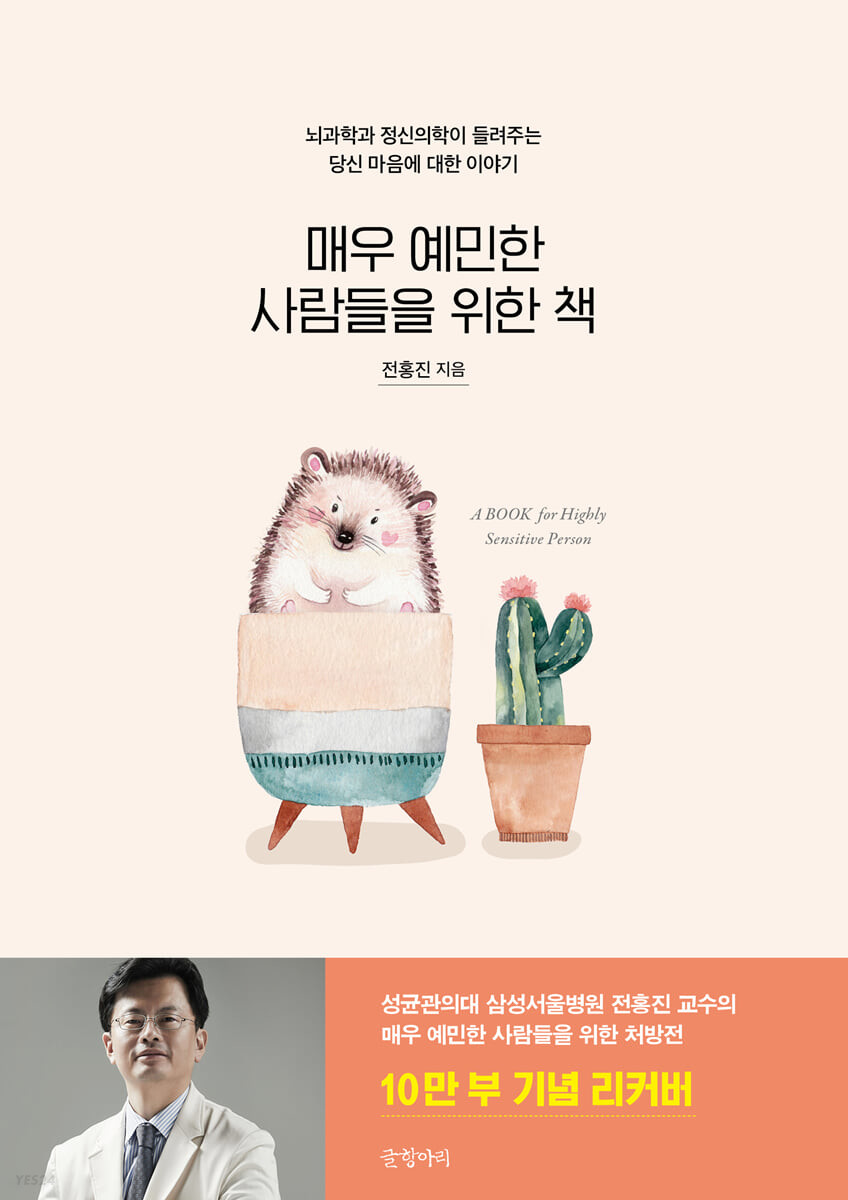 뇌과학과 정신의학이 들려주는
당신 마음에 대한 이야기
매우 예민한
사람들을 위한 책
전홍진 지음
A BOOK for Highly
Sensitive Person
성균관의대 삼성서울병원 전홍진 교수의
매우 예민한 사람들을 위한 처방전
10만 부 기념 리커버
글항아리
YES24